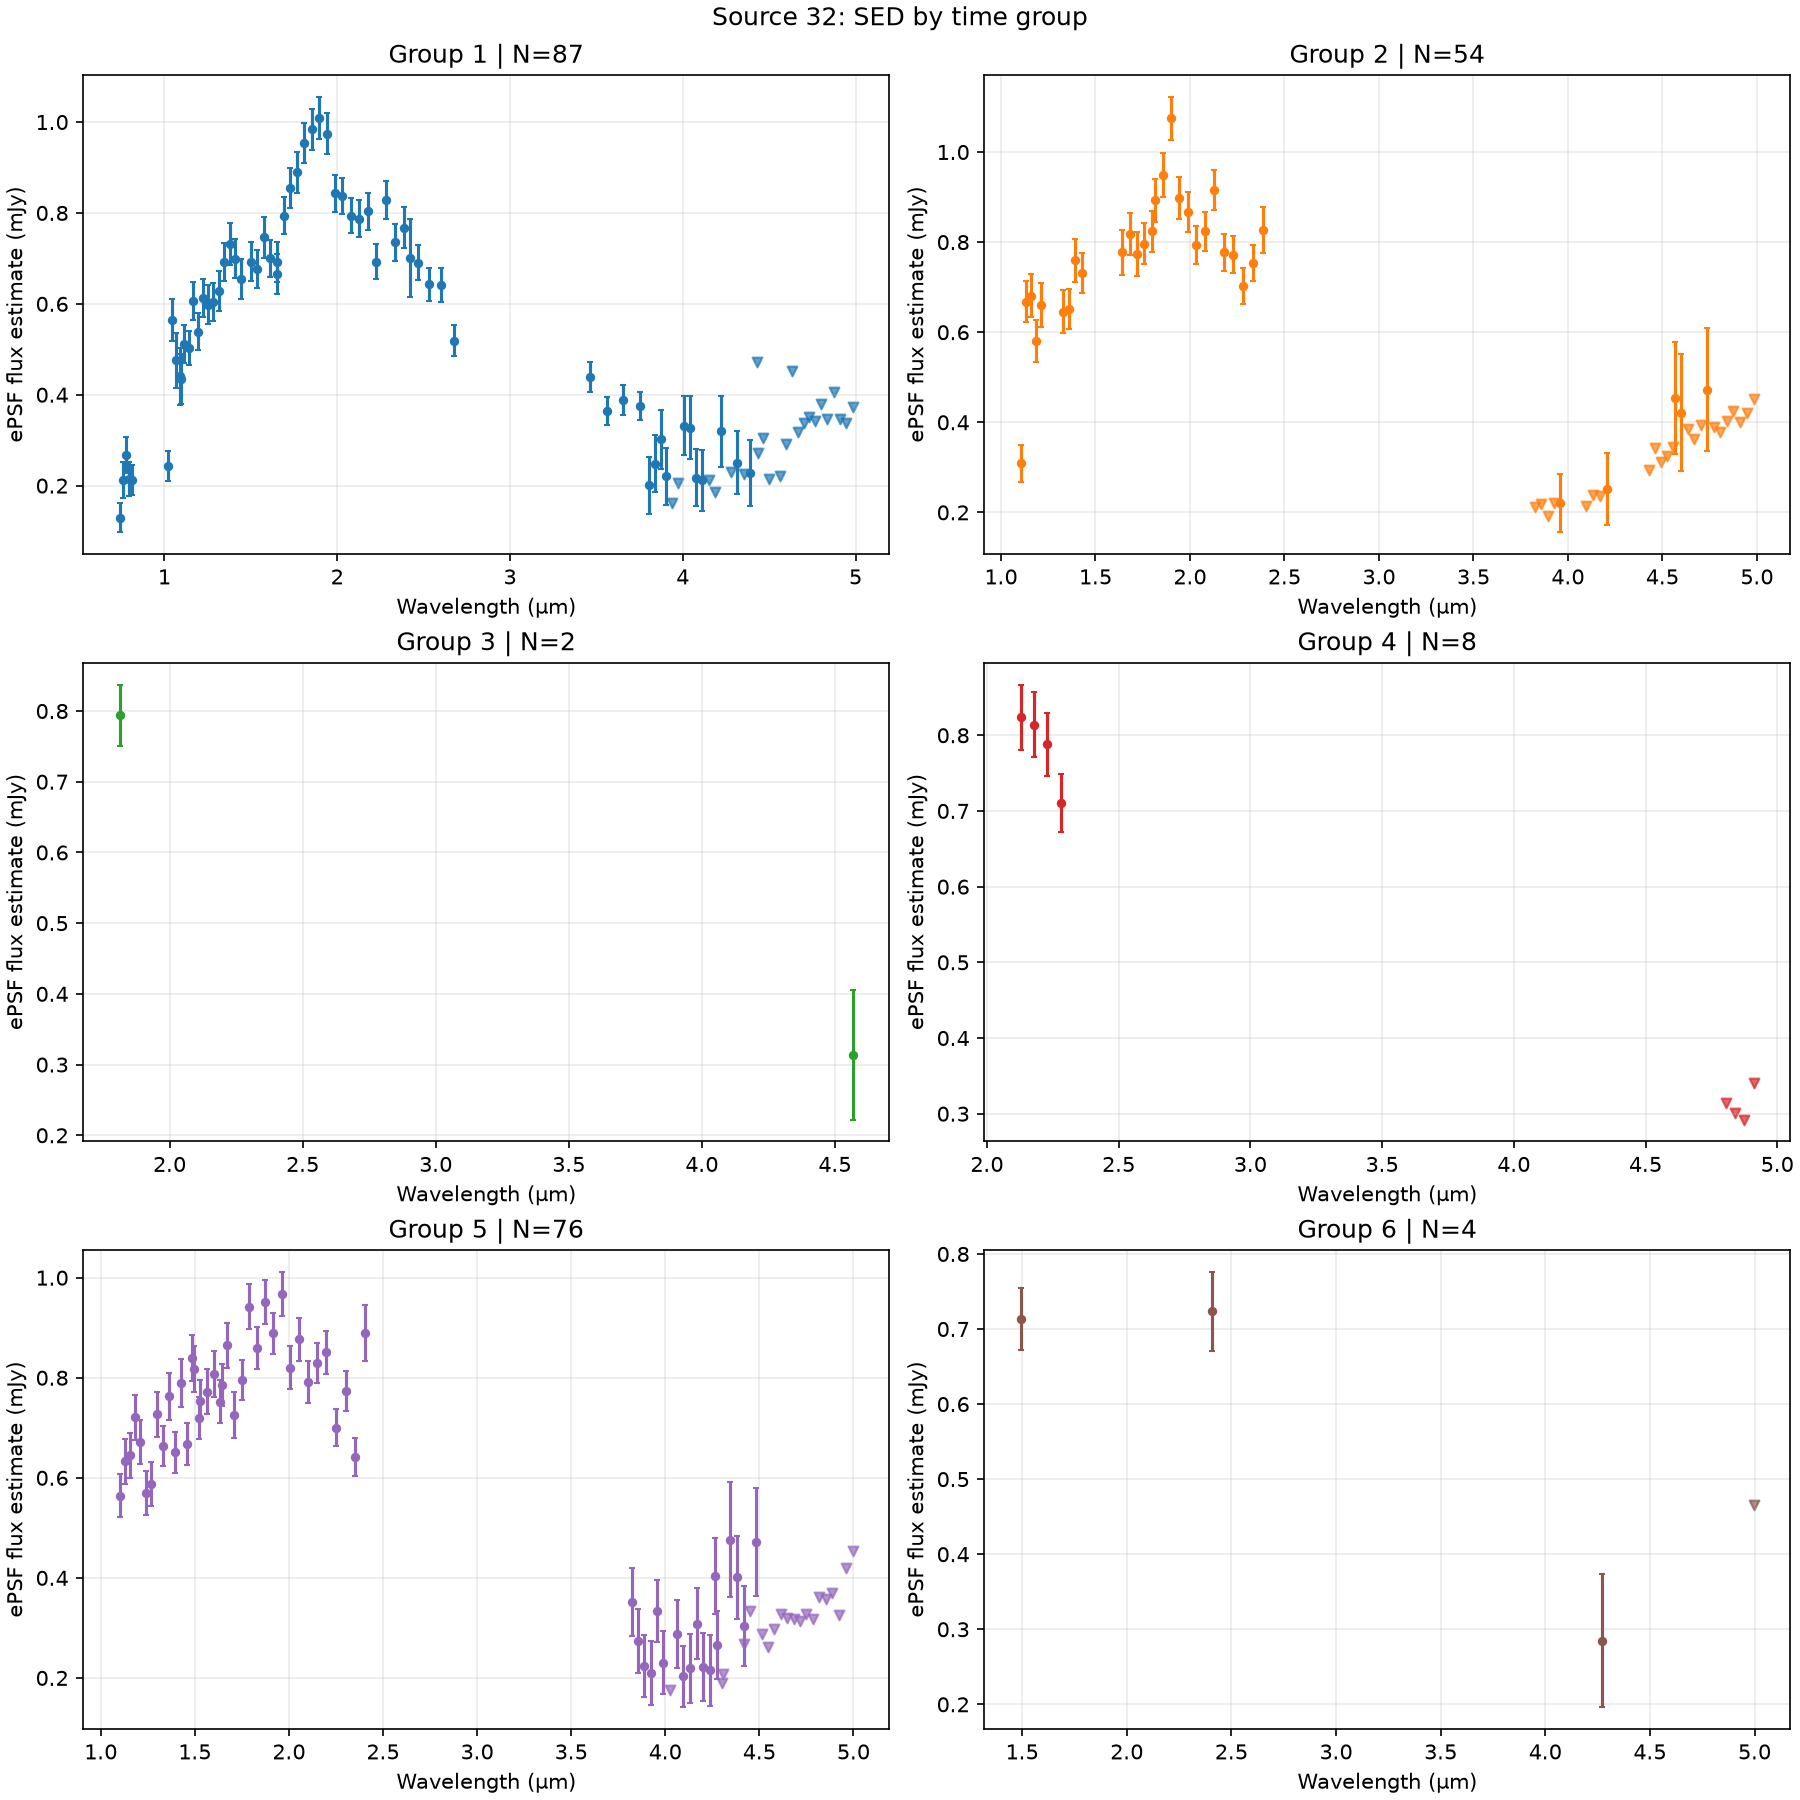 Source 32: SED by time group
Group 1 | N=87
ePSF flux estimate (mJy)
1.0
0.8
0.6
0.4
0.2
1 2 3 4 5
Wavelength (μm)
Group 2 | N=54
ePSF flux estimate (mJy)
1.0
0.8
0.6
0.4
0.2
1.0 1.5 2.0 2.5 3.0 3.5 4.0 4.5 5.0
Wavelength (μm)
Group 3 | N=2
ePSF flux estimate (mJy)
0.8
0.7
0.6
0.5
0.4
0.3
0.2
2.0 2.5 3.0 3.5 4.0 4.5
Wavelength (μm)
Group 4 | N=8
ePSF flux estimate (mJy)
0.8
0.7
0.6
0.5
0.4
0.3
2.0 2.5 3.0 3.5 4.0 4.5 5.0
Wavelength (μm)
Group 5 | N=76
ePSF flux estimate (mJy)
1.0
0.8
0.6
0.4
0.2
1.0 1.5 2.0 2.5 3.0 3.5 4.0 4.5 5.0
Wavelength (μm)
Group 6 | N=4
ePSF flux estimate (mJy)
0.8
0.7
0.6
0.5
0.4
0.3
0.2
1.5 2.0 2.5 3.0 3.5 4.0 4.5 5.0
Wavelength (μm)